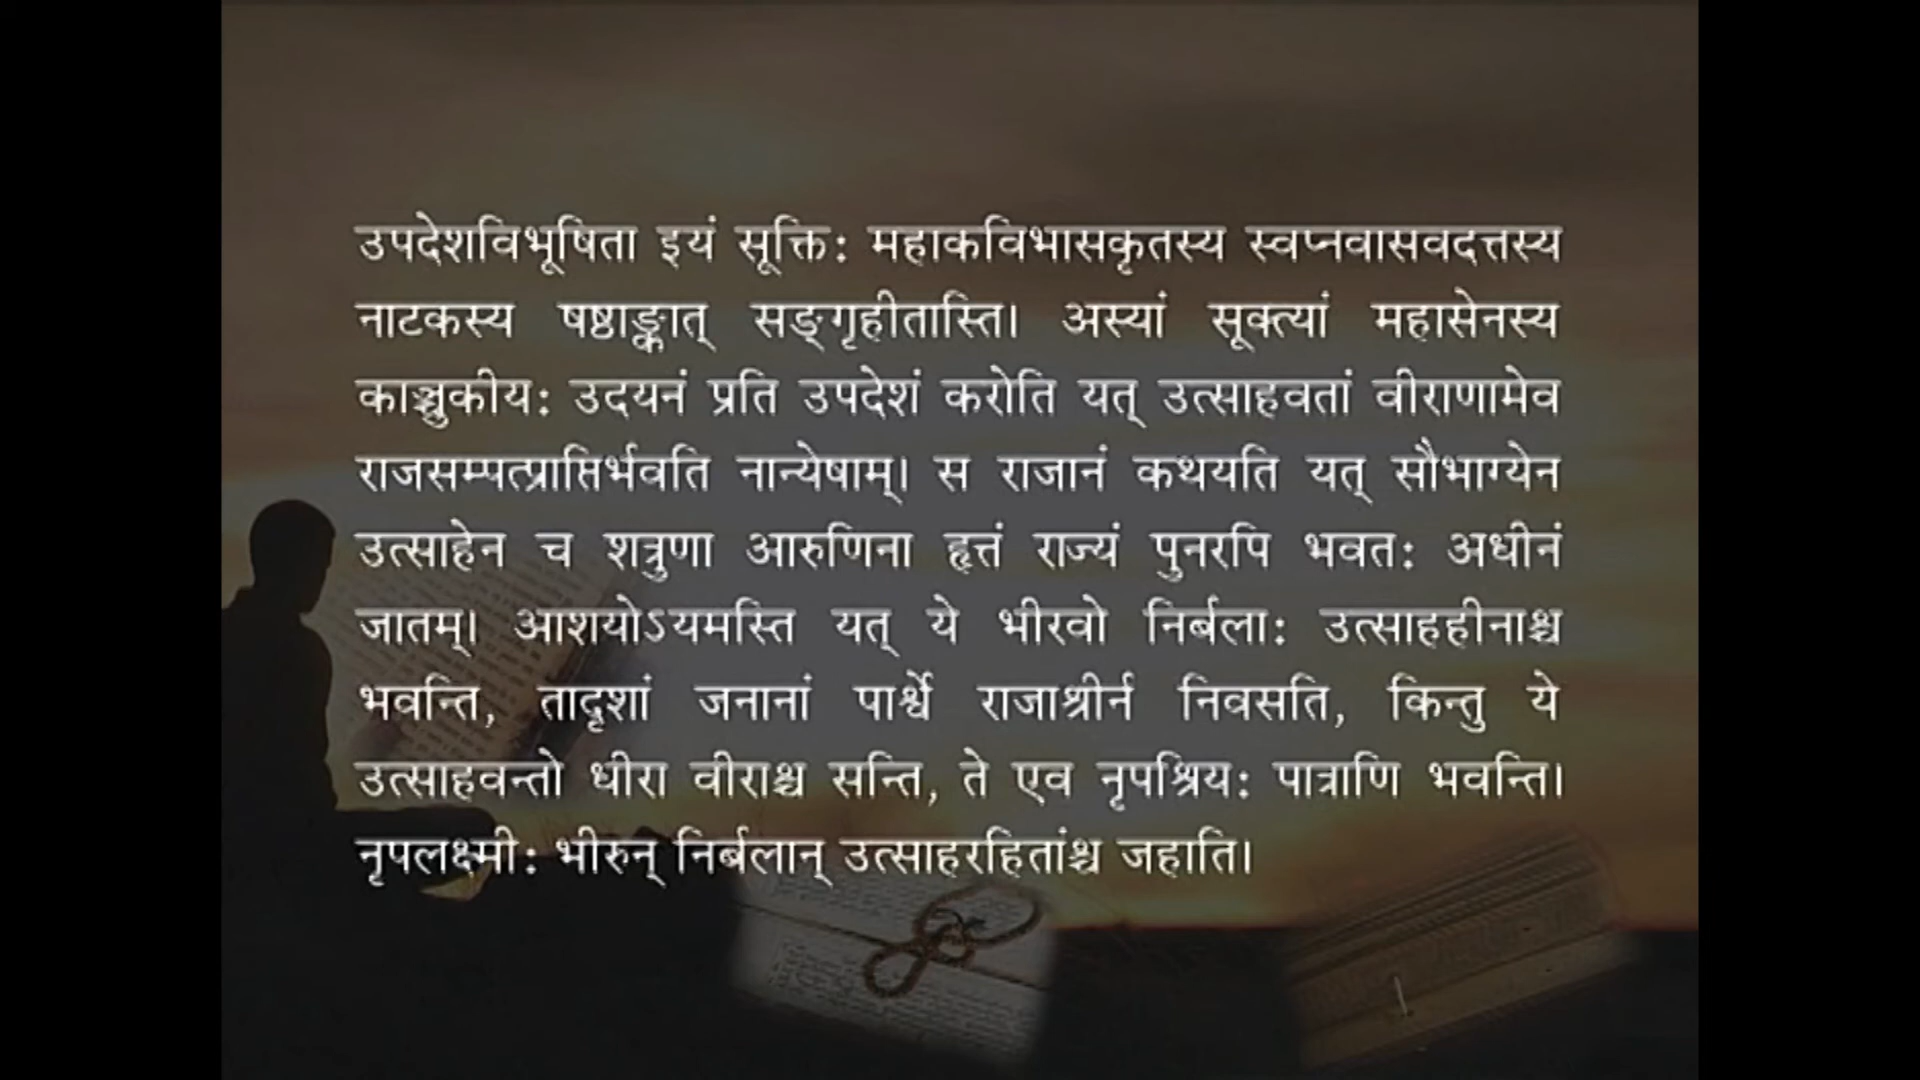 उपदेशविभूषिता इयं सूक्ति: महाकविभासकृतस्य स्वप्नवासवदत्तस्य
नाटकस्य षष्ठाङ्कात् सङ्गृहीतास्ति। अस्यां सूक्त्यां महासेनस्य
काञ्चुकीय: उदयनं प्रति उपदेशं करोति यत् उत्साहवतां वीराणामेव
राजसम्पत्प्राप्तिर्भवति नान्येषाम्। स राजानं कथयति यत् सौभाग्येन
उत्साहेन च शत्रुणा आरुणिना हृत्तं राज्यं पुनरपि भवत: अधीनं
जातम्। आशयोऽयमस्ति यत् ये भीरवो निर्बला: उत्साहहीनाश्च
भवन्ति, तादृशां जनानां पार्श्वे राजाश्रीर्न निवसति, किन्तु ये
उत्साहवन्तो धीरा वीराश्च सन्ति, ते एव नृपश्रिय: पात्राणि भवन्ति।
नृपलक्ष्मी: भीरुन् निर्बलान् उत्साहरहितांश्च जहाति।